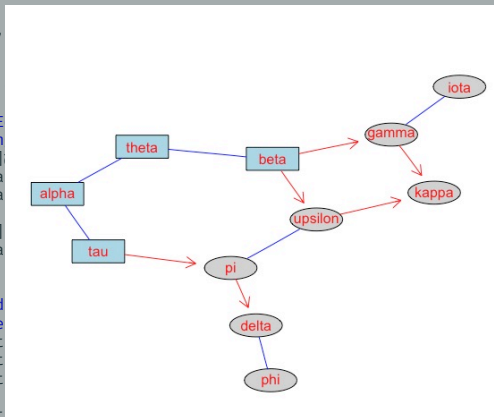 iota
gamma
theta
beta
kappa
alpha
upsilon
tau
pi
delta
phi